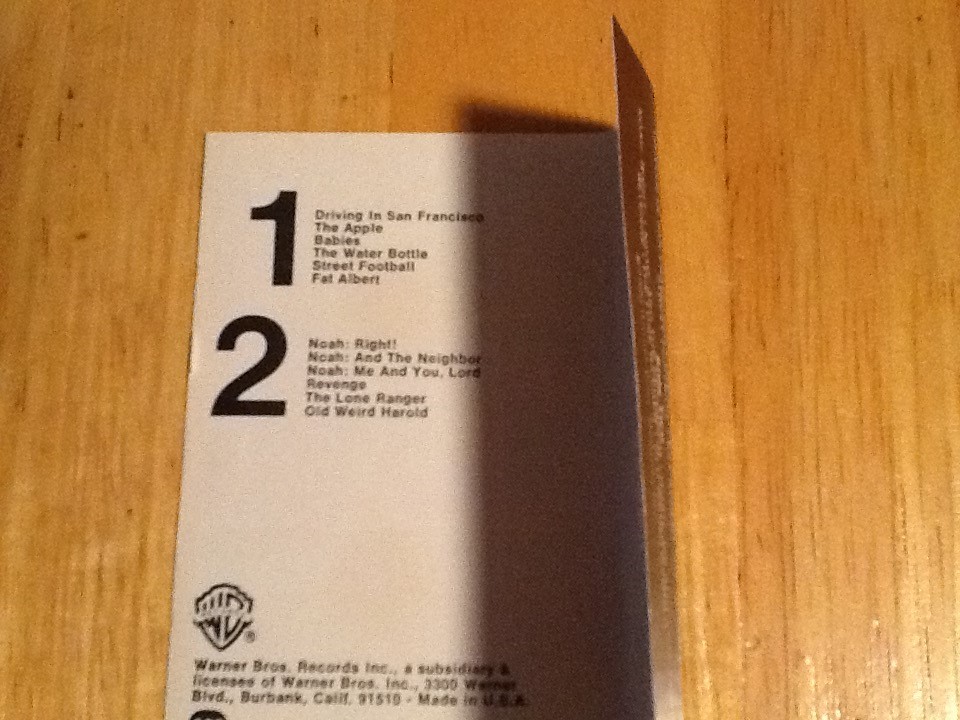 1
Driving In San Francisco
The Apple
Babies
The Water Bottle
Street Football
Fat Albert
2
Noah: Right!
Noah: And The Neighbor
Noah: Me And You, Lord
Revenge
The Lone Ranger
Old Weird Harold
WB ®
Warner Bros. Records Inc., a subsidiary &
licensee of Warner Bros. Inc., 3300 Warner
Blvd., Burbank, Calif. 91510 - Made in U.S.A.